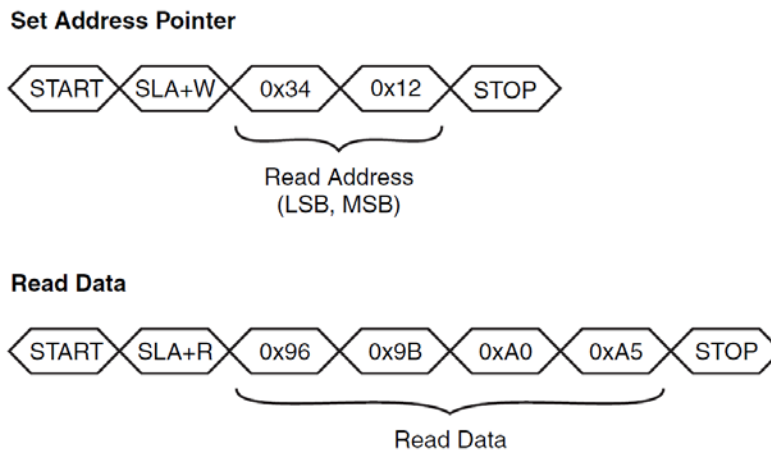 Set Address Pointer
START SLA+W 0x34 0x12 STOP
Read Address
(LSB, MSB)
Read Data
START SLA+R 0x96 0x9B 0xA0 0xA5 STOP
Read Data